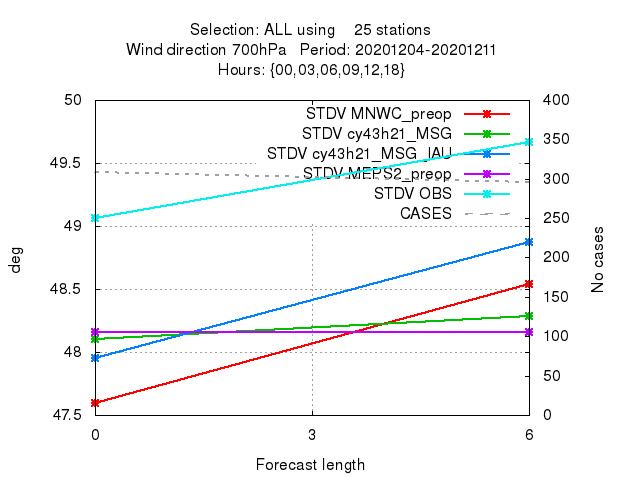 Selection: ALL using 25 stations
Wind direction 700hPa Period: 20201204-20201211
Hours: {00,03,06,09,12,18}
50
49.5
49
48.5
48
47.5
deg
STDV MNWC_preop
STDV cy43h21_MSG
STDV cy43h21_MSG_IAU
STDV MEPS2_preop
STDV OBS
CASES
400
350
300
250
200
150
100
50
0
No cases
0 3 6
Forecast length